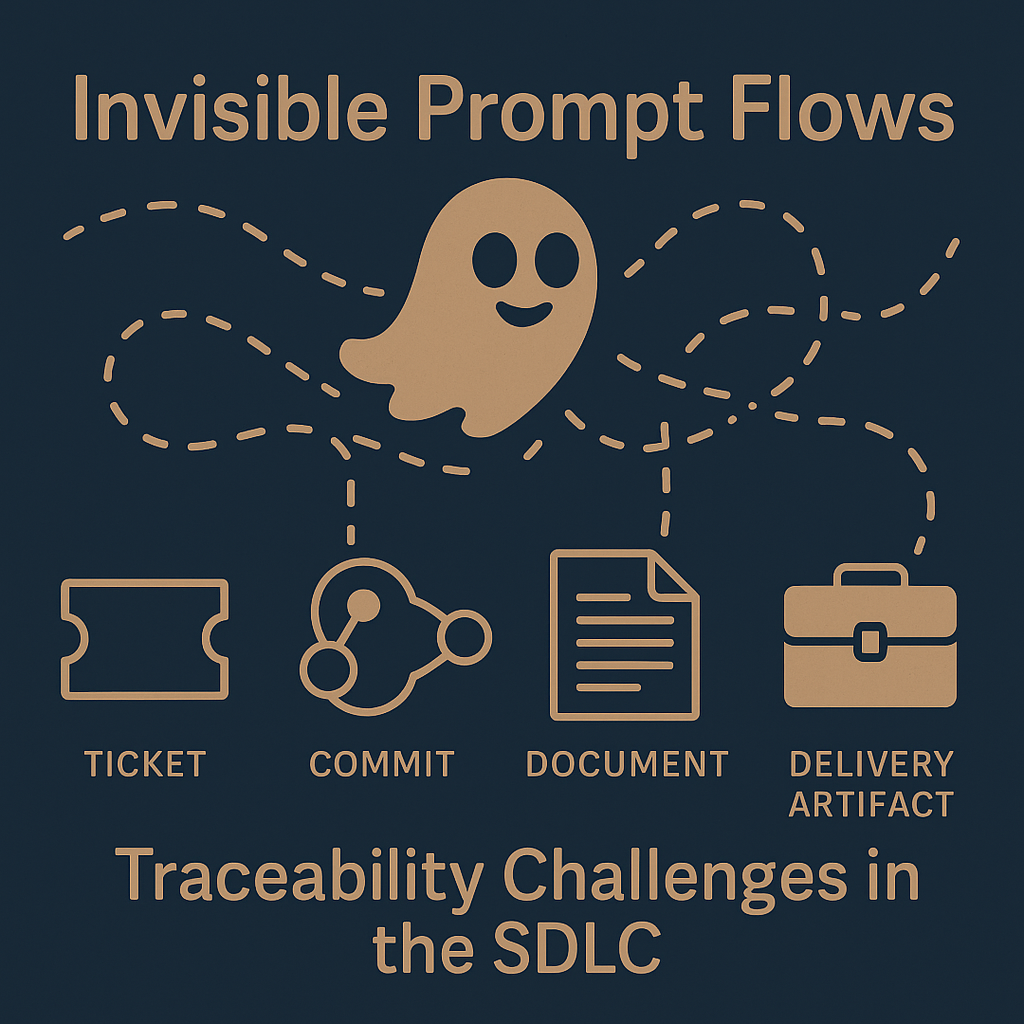 Invisible Prompt Flows
TICKET
COMMIT
DOCUMENT
DELIVERY
ARTIFACT
Traceability Challenges in
the SDLC